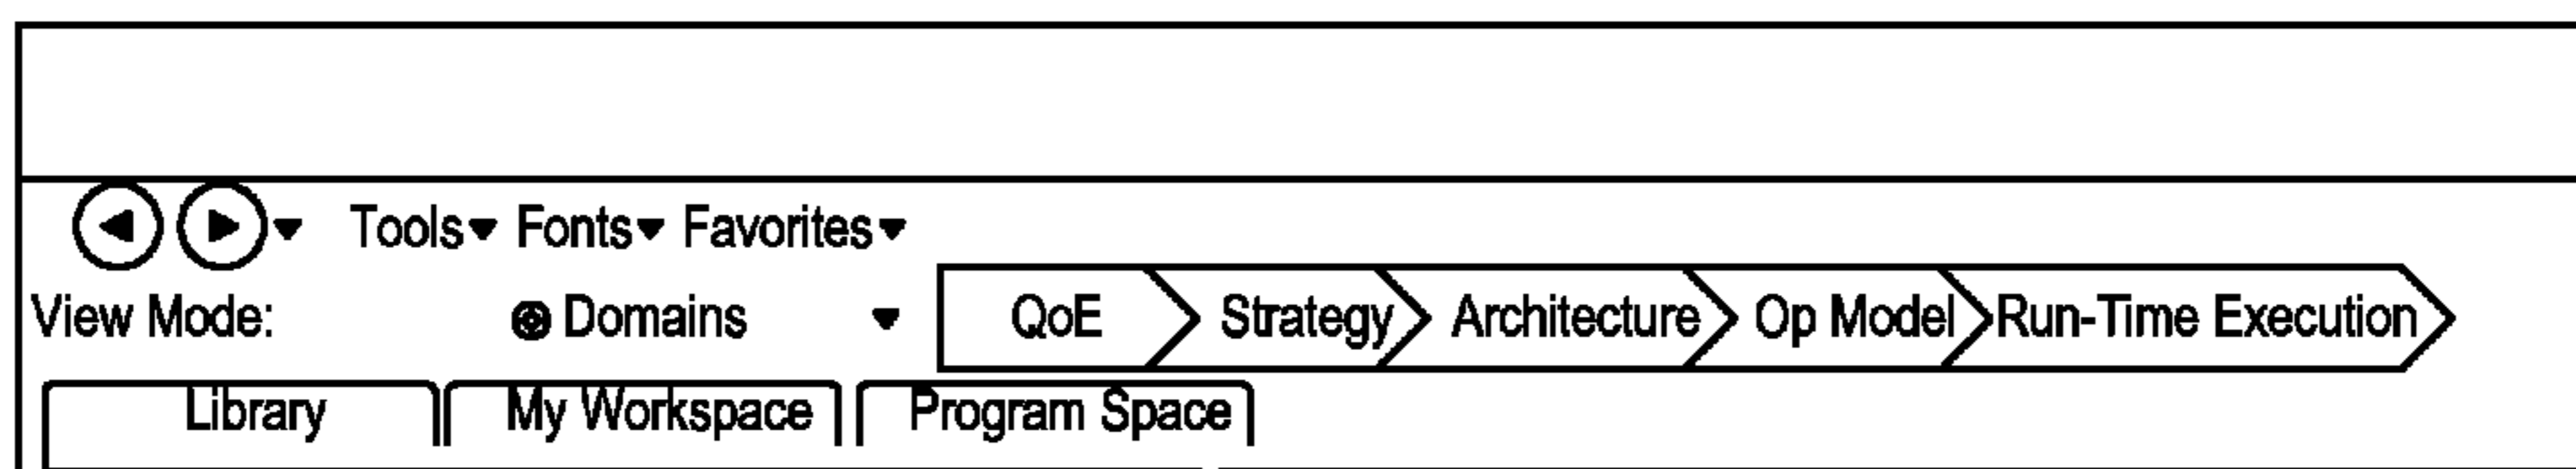 Tools Fonts Favorites
View Mode: Domains QoE Strategy Architecture Op Model Run-Time Execution
Library My Workspace Program Space